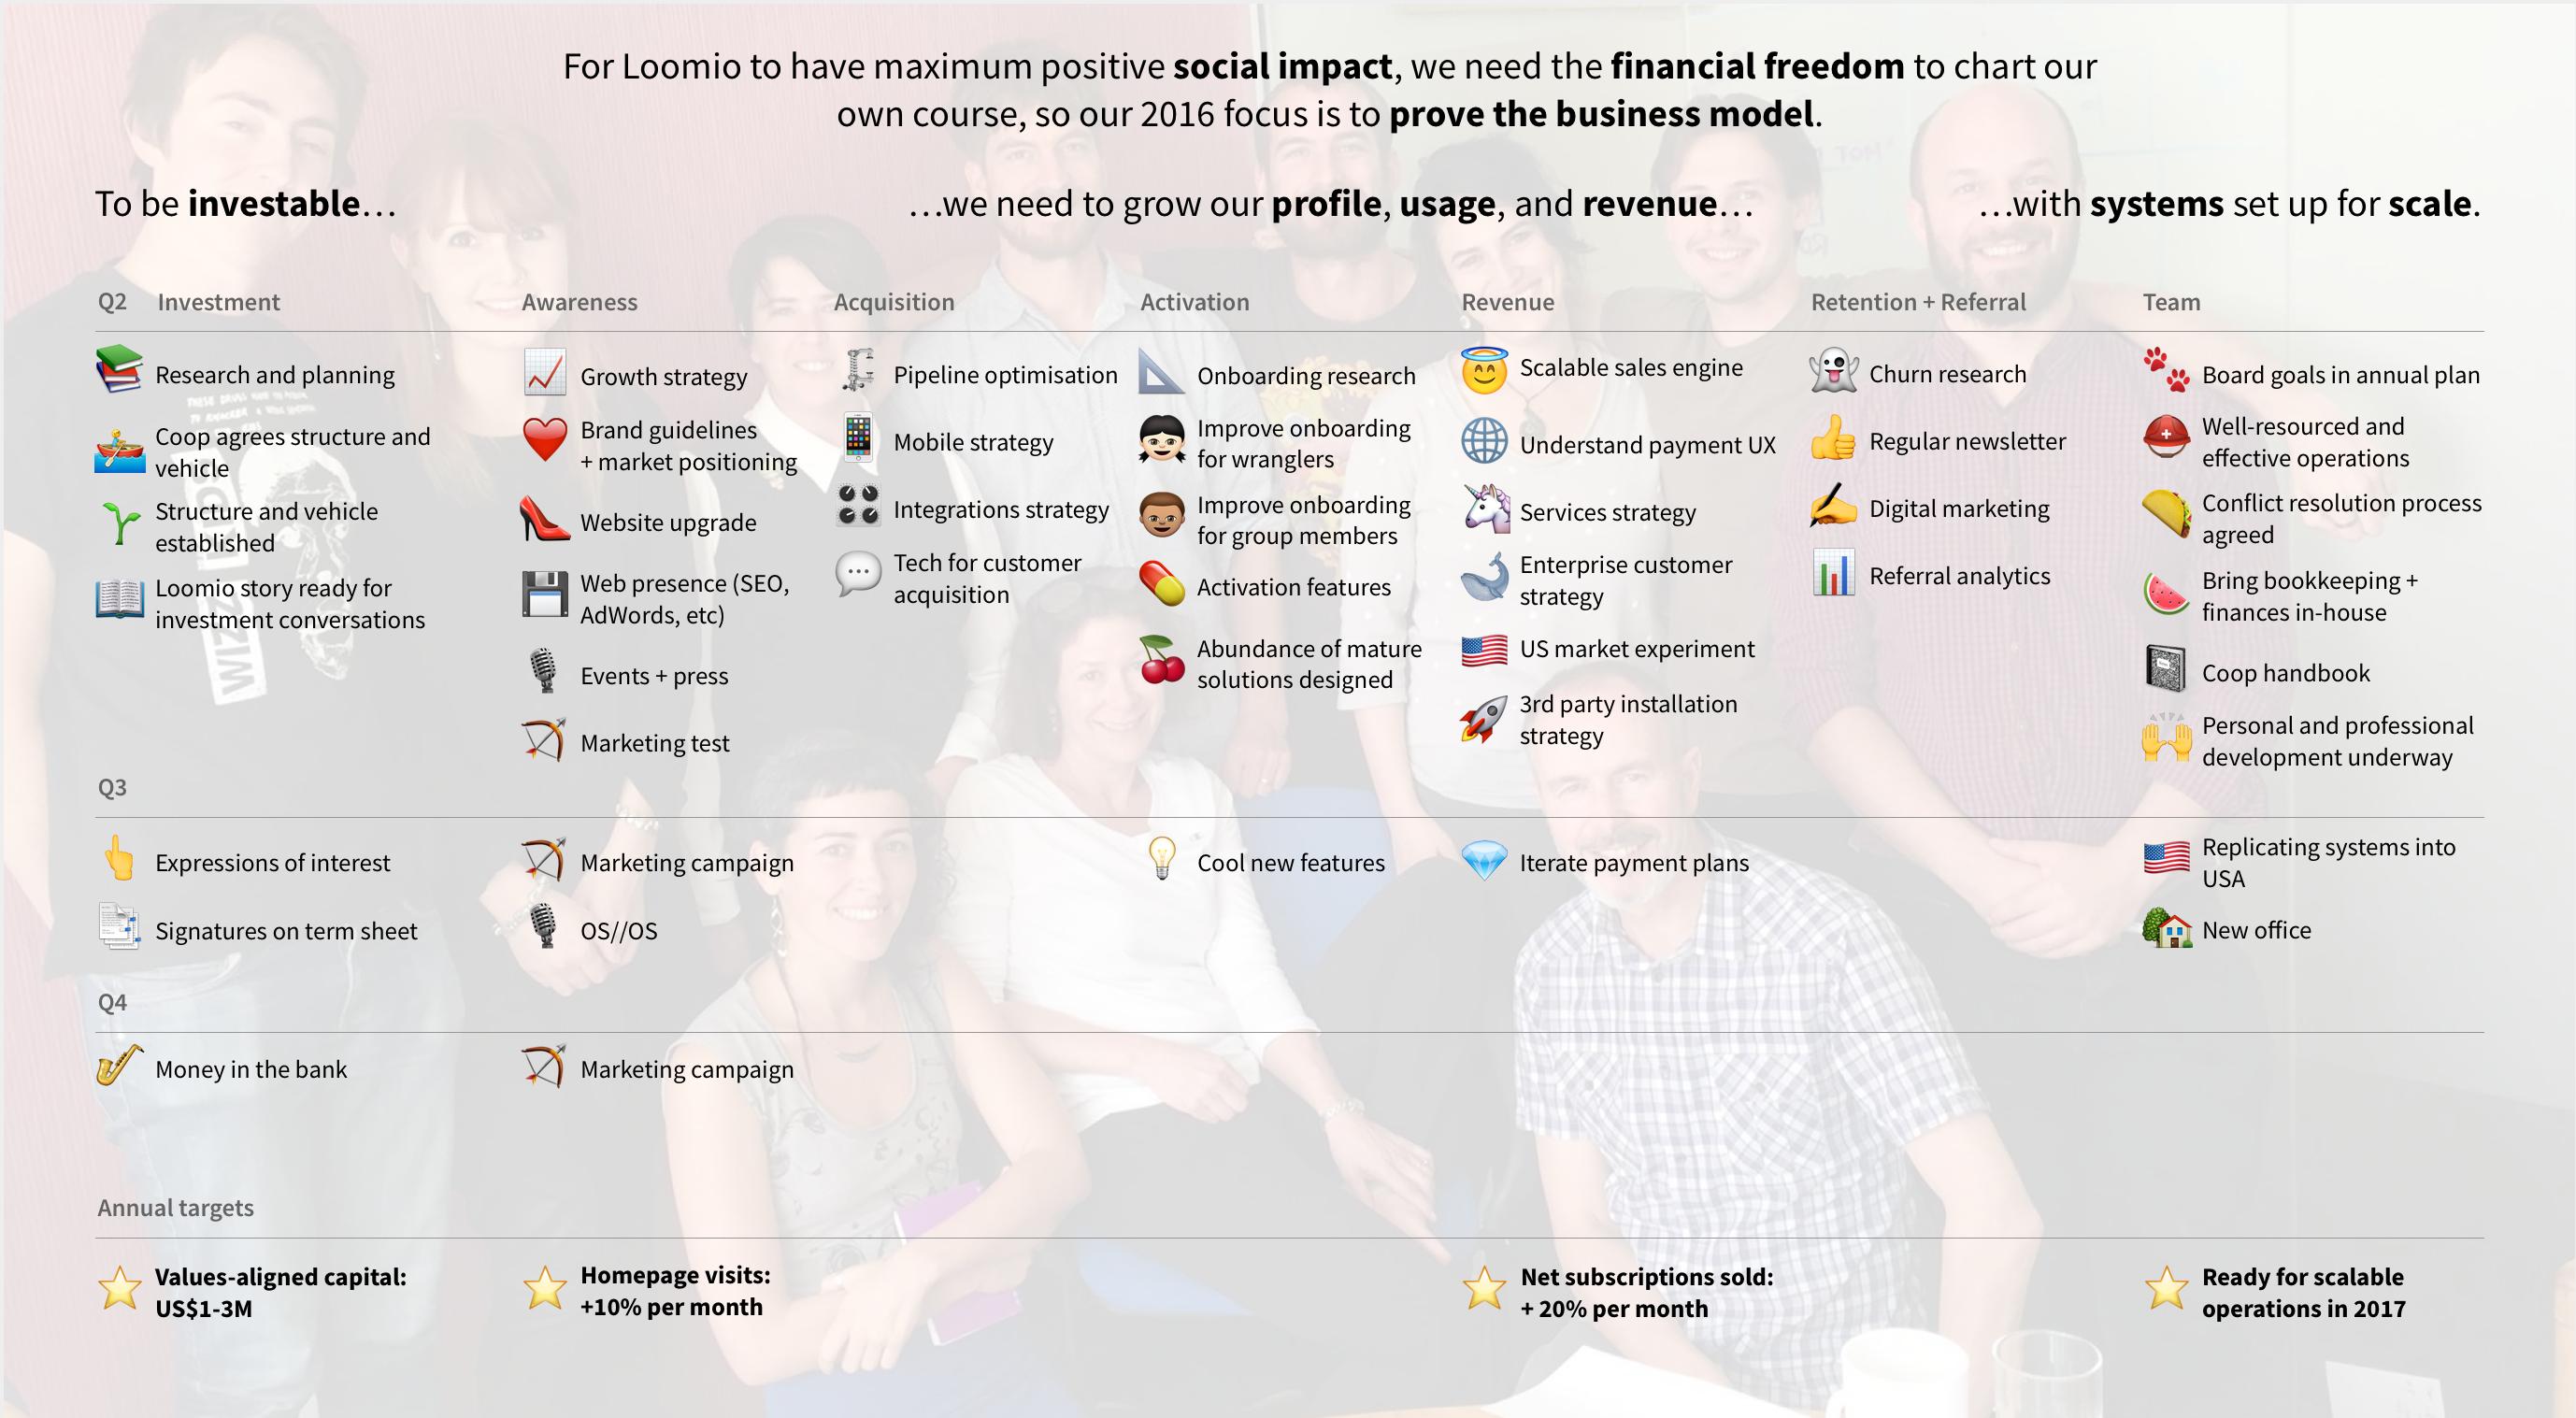 For Loomio to have maximum positive social impact, we need the financial freedom to chart our
own course, so our 2016 focus is to prove the business model.
To be investable…
…we need to grow our profile, usage, and revenue…
…with systems set up for scale.
Q2 Investment
Research and planning
Coop agrees structure and
vehicle
Structure and vehicle
established
Loomio story ready for
investment conversations
Awareness
Growth strategy
Brand guidelines
+ market positioning
Website upgrade
Web presence (SEO,
AdWords, etc)
Events + press
Marketing test
Acquisition
Pipeline optimisation
Mobile strategy
Integrations strategy
Tech for customer
acquisition
Activation
Onboarding research
Improve onboarding
for wranglers
Improve onboarding
for group members
Activation features
Abundance of mature
solutions designed
Revenue
Scalable sales engine
Understand payment UX
Services strategy
Enterprise customer
strategy
US market experiment
3rd party installation
strategy
Retention + Referral
Churn research
Regular newsletter
Digital marketing
Referral analytics
Team
Board goals in annual plan
Well-resourced and
effective operations
Conflict resolution process
agreed
Bring bookkeeping +
finances in-house
Coop handbook
Personal and professional
development underway
Q3
Expressions of interest
Signatures on term sheet
Marketing campaign
OS//OS
Cool new features
Iterate payment plans
Replicating systems into
USA
New office
Q4
Money in the bank
Marketing campaign
Annual targets
Values-aligned capital:
US$1-3M
Homepage visits:
+10% per month
Net subscriptions sold:
+ 20% per month
Ready for scalable
operations in 2017